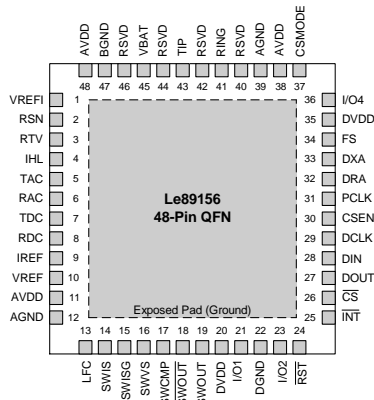 AVDD
BGND
RSVD
VBAT
RSVD
TIP
RSVD
RING
RSVD
AGND
AVDD
CSMODE
48 47 46 45 44 43 42 41 40 39 38 37
VREFI 1
RSN 2
RTV 3
IHL 4
TAC 5
RAC 6
TDC 7
RDC 8
IREF 9
VREF 10
AVDD 11
AGND 12
Le89156
48-Pin QFN
Exposed Pad (Ground)
36 I/O4
35 DVDD
34 FS
33 DXA
32 DRA
31 PCLK
30 CSEN
29 DCLK
28 DIN
27 DOUT
26 CS
25 INT
13 14 15 16 17 18 19 20 21 22 23 24
LFC
SWIS
SWISG
SWVS
SWCMP
SWOUT
SWOUT
DVDD
I/O1
DGND
I/O2
RST